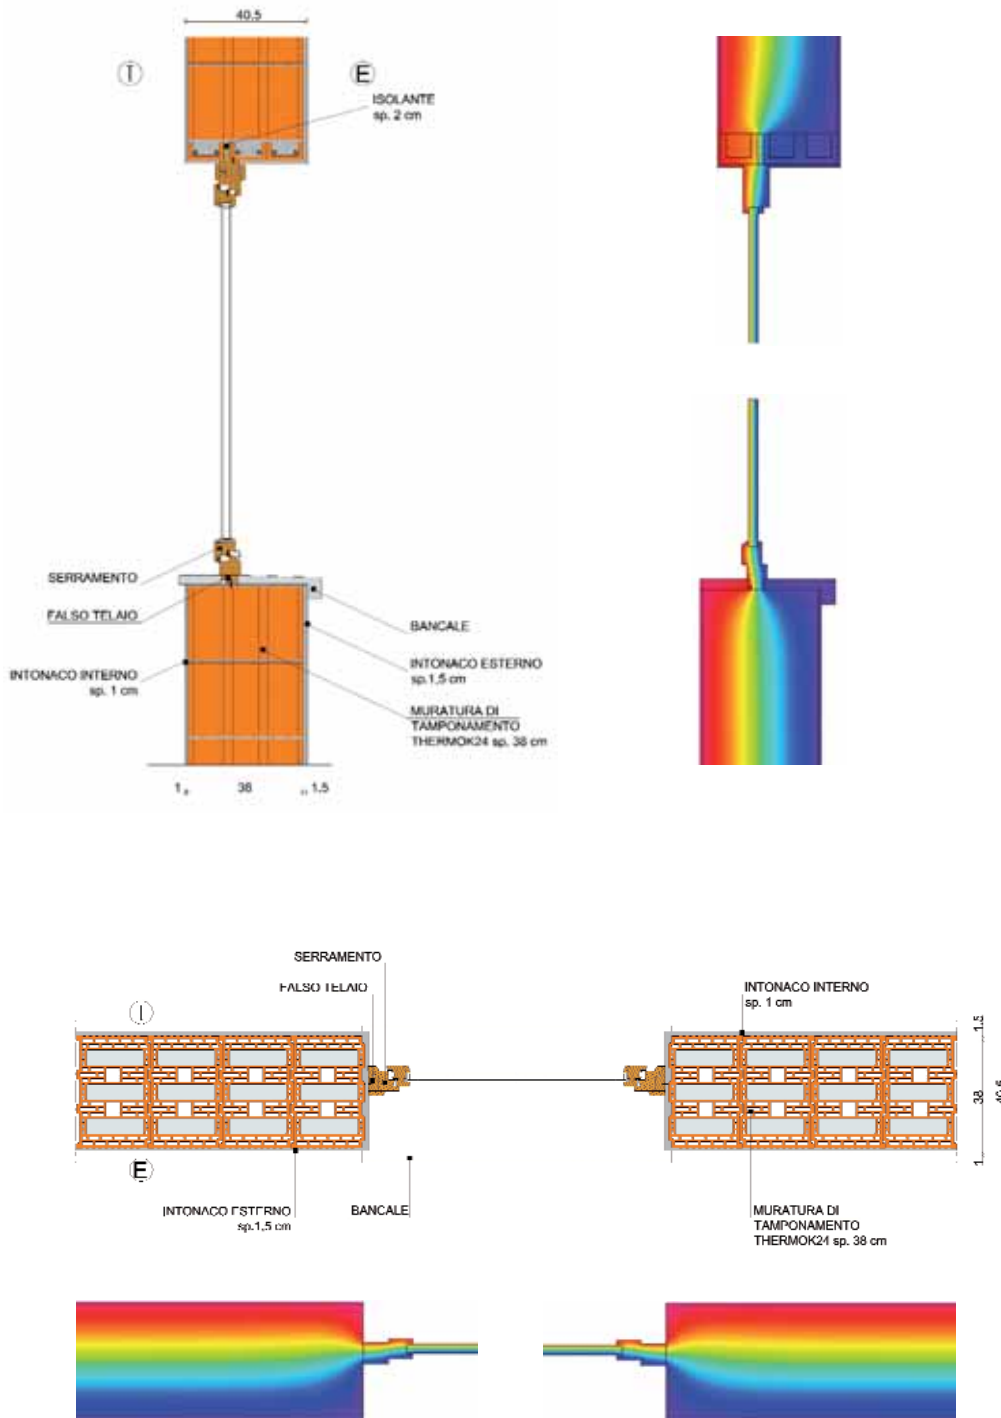 40,5
I
E
ISOLANTE
sp. 2 cm
SERRAMENTO
FALSO TELAIO
BANCALE
INTONACO INTERNO
sp. 1 cm
INTONACO ESTERNO
sp.1,5 cm
MURATURA DI
TAMPONAMENTO
THERMOK24 sp. 38 cm
1
38
1,5
SERRAMENTO
FALSO TELAIO
INTONACO INTERNO
sp. 1 cm
I
1,5
38
1
E
INTONACO ESTERNO
sp.1,5 cm
BANCALE
MURATURA DI
TAMPONAMENTO
THERMOK24 sp. 38 cm